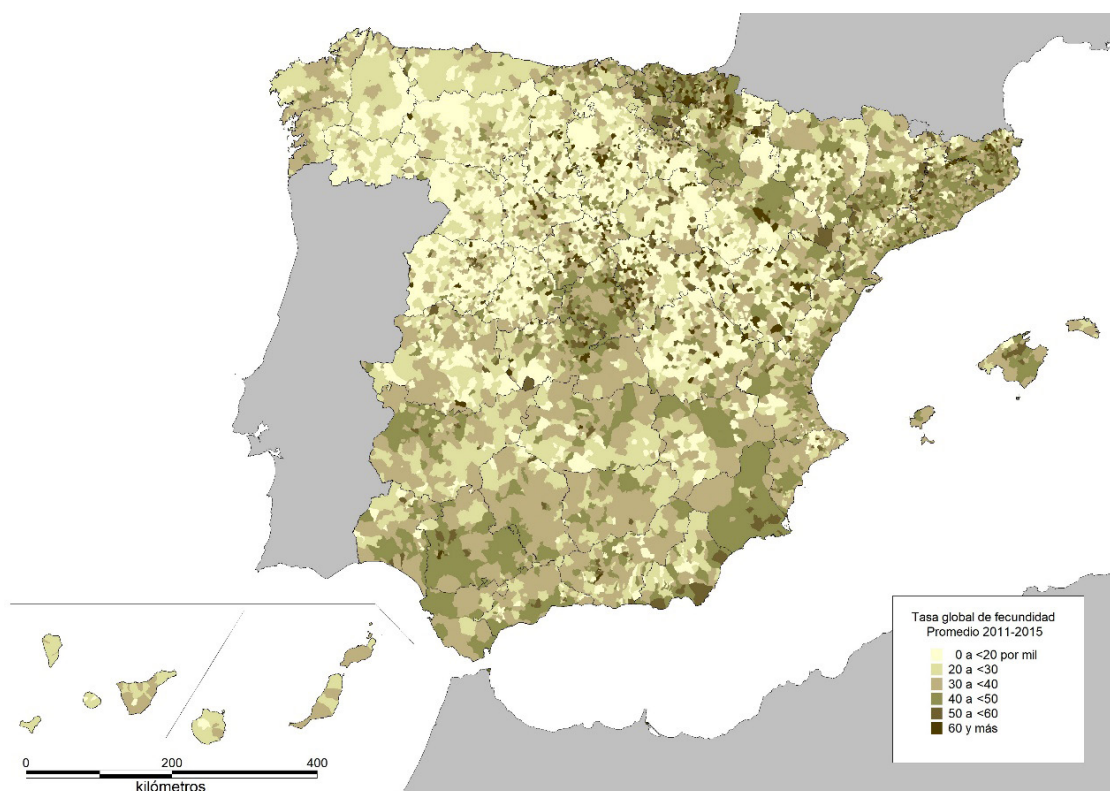 Tasa global de fecundidad
Promedio 2011-2015
0 a <20 por mil
20 a <30
30 a <40
40 a <50
50 a <60
60 y más
0 200 400
kilómetros